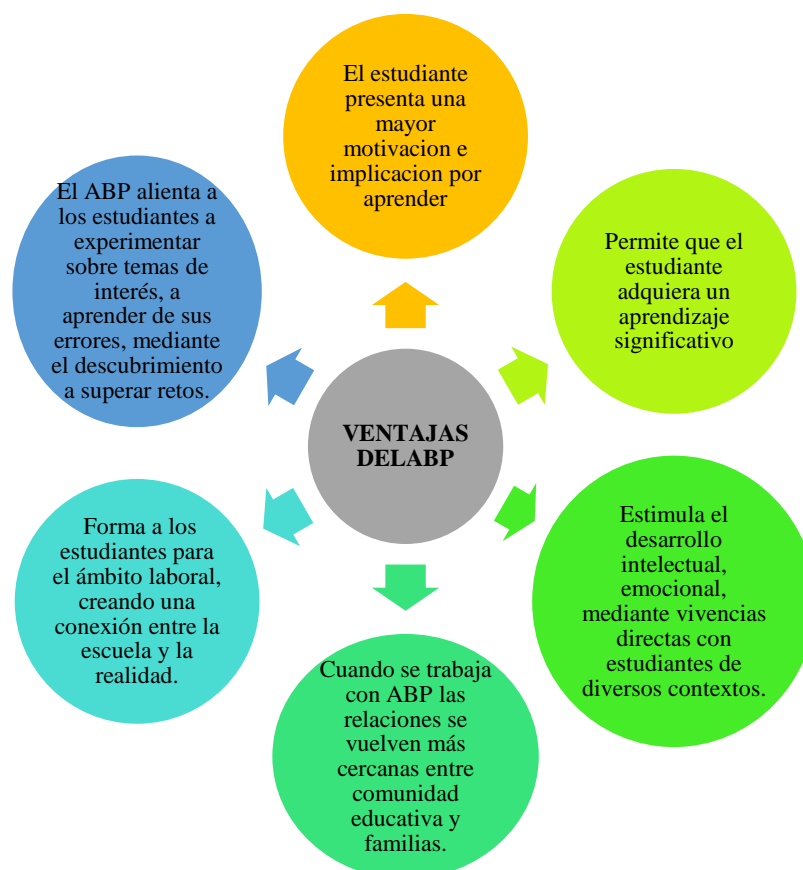 El estudiante
presenta una
mayor
motivacion e
implicacion por
aprender
Permite que el
estudiante
adquiera un
aprendizaje
significativo
Estimula el
desarrollo
intelectual,
emocional,
mediante vivencias
directas con
estudiantes de
diversos contextos.
Cuando se trabaja
con ABP las
relaciones se
vuelven más
cercanas entre
comunidad
educativa y
familias.
Forma a los
estudiantes para
el ámbito laboral,
creando una
conexión entre la
escuela y la
realidad.
El ABP alienta a
los estudiantes a
experimentar
sobre temas de
interés, a
aprender de sus
errores, mediante
el descubrimiento
a superar retos.
VENTAJAS
DELABP